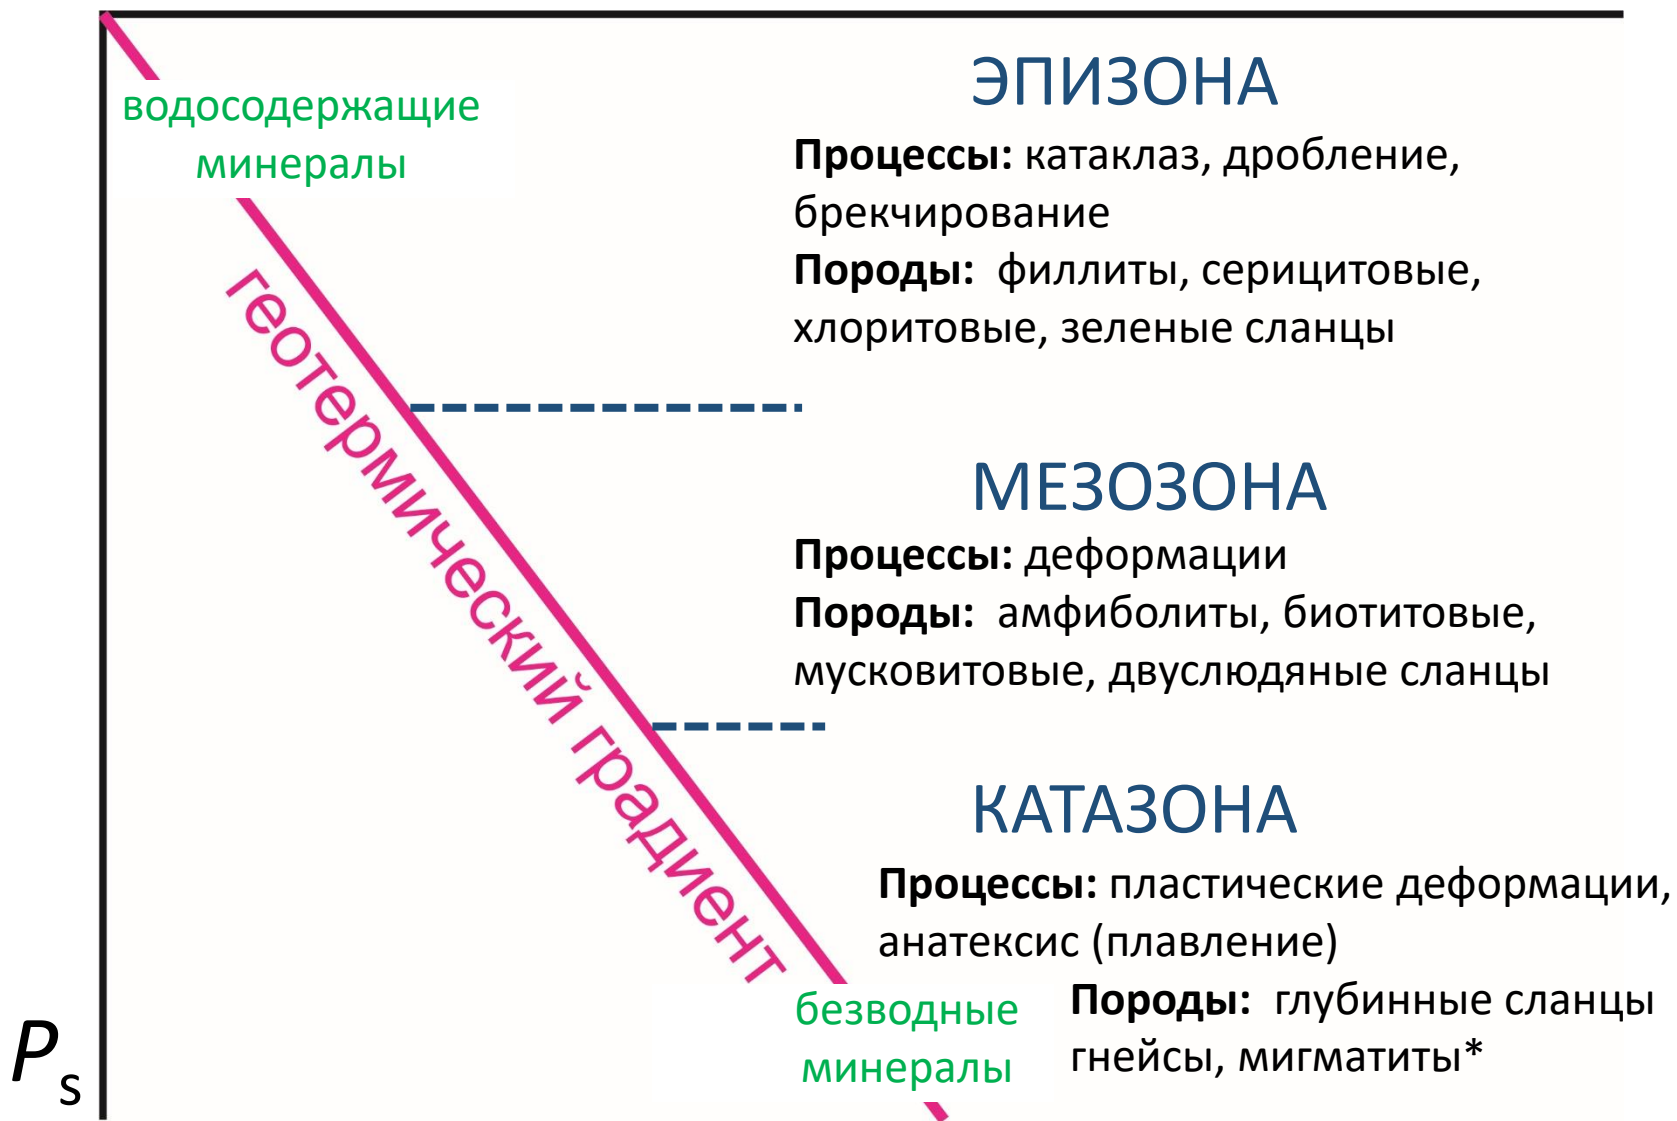 ЭПИЗОНА
водосодержащие
минералы
Процессы: катаклаз, дробление,
брекчирование
Породы: филлиты, серицитовые,
хлоритовые, зеленые сланцы
геотермический градиент
МЕЗОЗОНА
Процессы: деформации
Породы: амфиболиты, биотитовые,
мусковитовые, двуслюдяные сланцы
КАТАЗОНА
Процессы: пластические деформации,
анатексис (плавление)
Породы: глубинные сланцы
гнейсы, мигматиты*
безводные
минералы
Ps